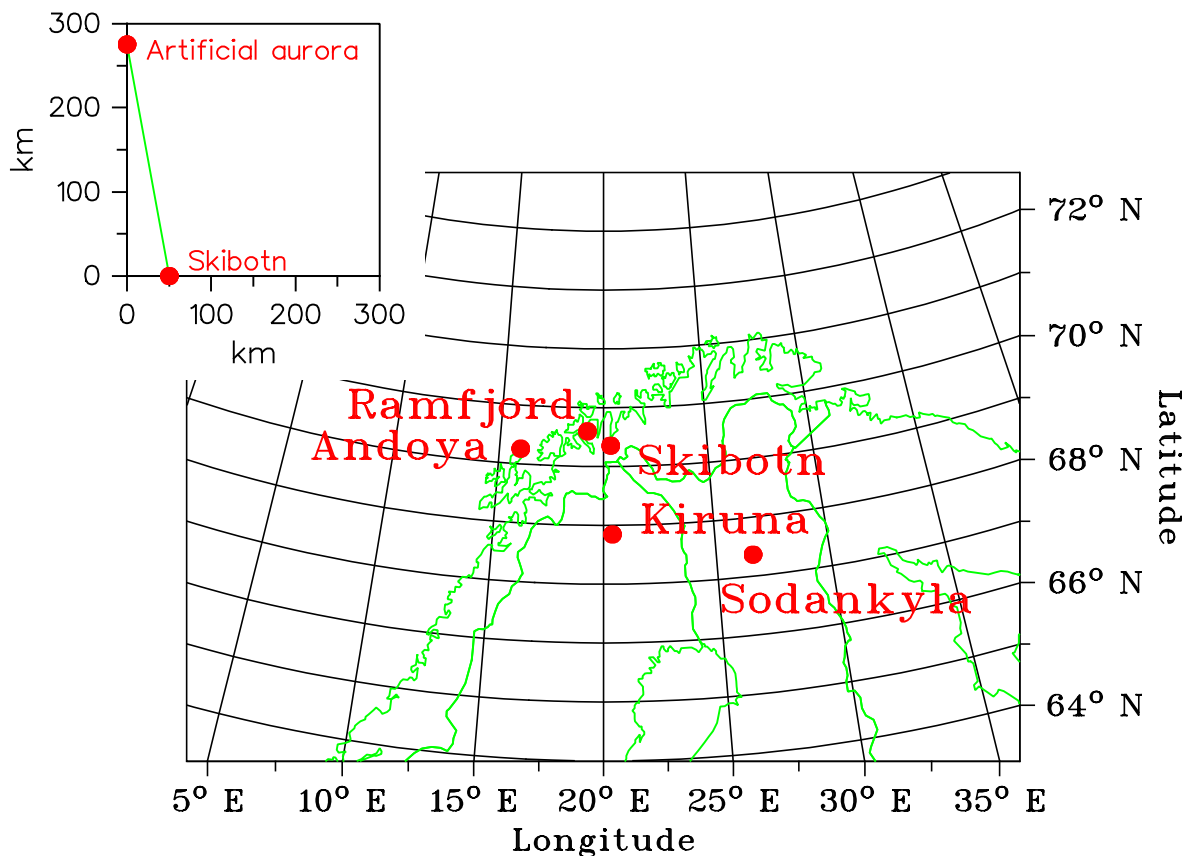 300
Artificial aurora
200
km
100
Skibotn
0
0 100 200 300
km
72° N
70° N
Ramfjord
Andoya
Skibotn
68° N
Latitude
Kiruna
66° N
Sodankyla
64° N
5° E 10° E 15° E 20° E 25° E 30° E 35° E
Longitude